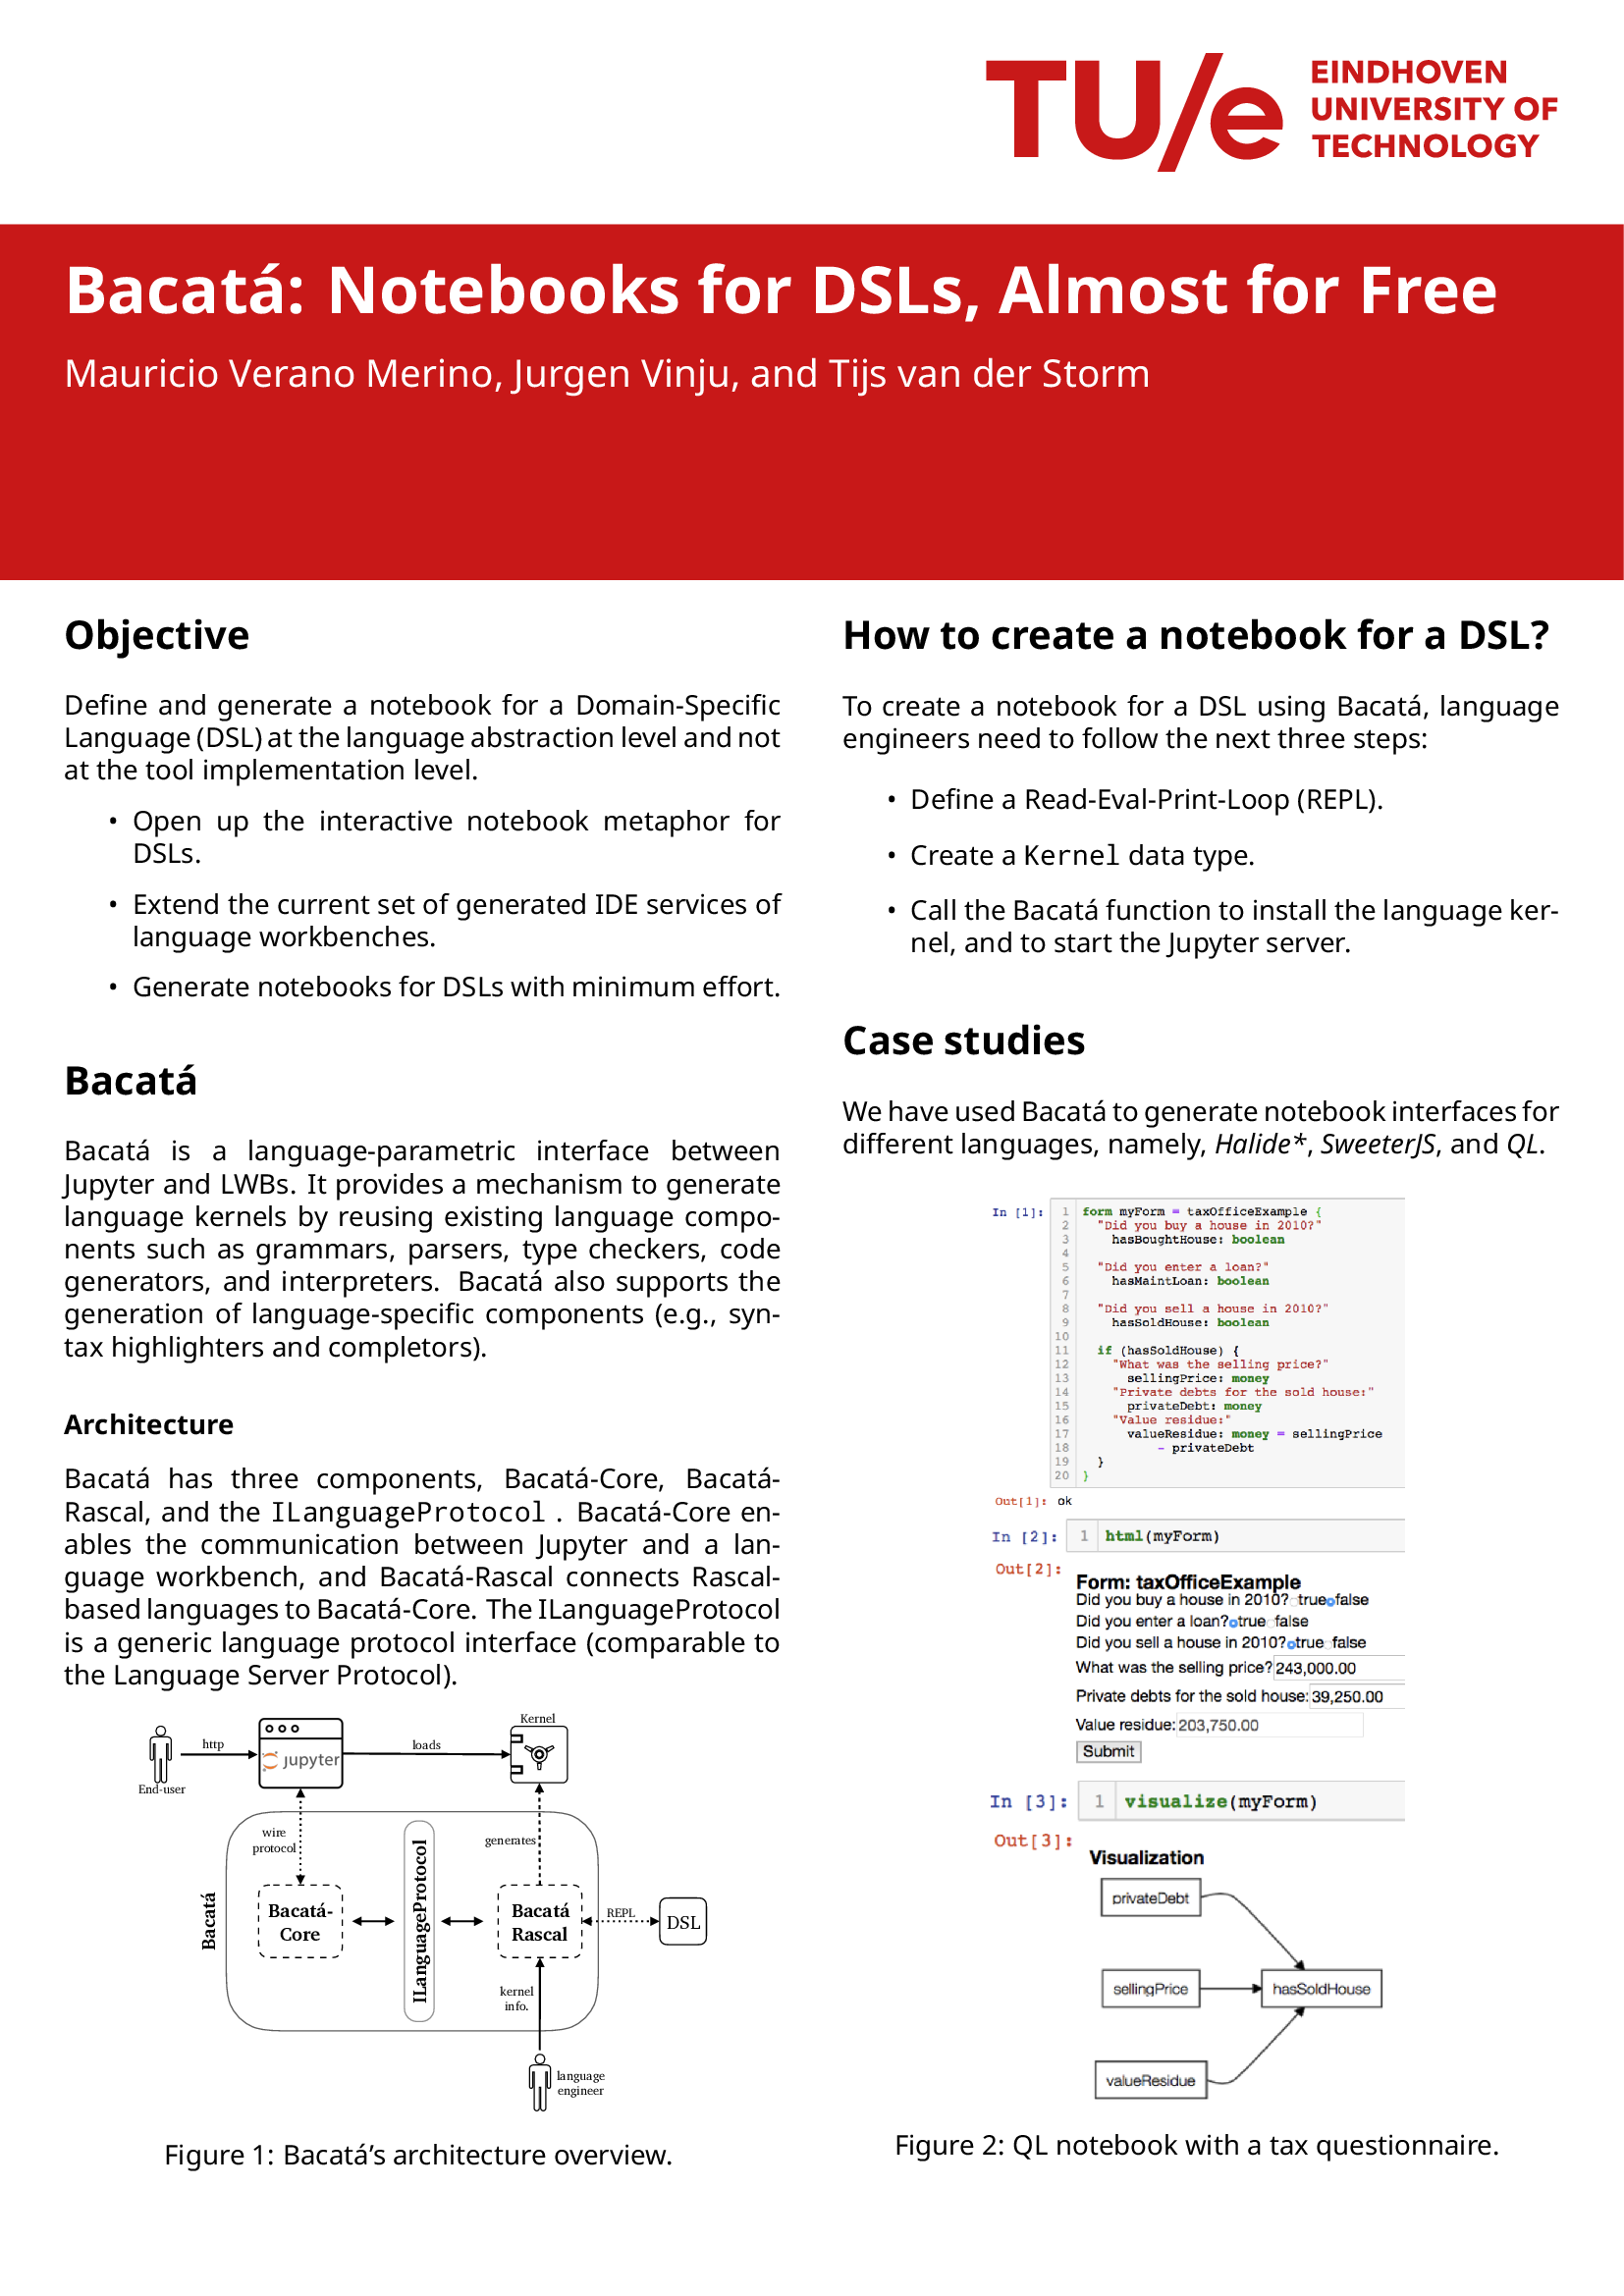 TU/e
EINDHOVEN
UNIVERSITY OF
TECHNOLOGY
Bacatá: Notebooks for DSLs, Almost for Free
Mauricio Verano Merino, Jurgen Vinju, and Tijs van der Storm
Objective
Define and generate a notebook for a Domain-Specific
Language (DSL) at the language abstraction level and not
at the tool implementation level.
• Open up the interactive notebook metaphor for
DSLs.
• Extend the current set of generated IDE services of
language workbenches.
• Generate notebooks for DSLs with minimum effort.
Bacatá
Bacatá is a language-parametric interface between
Jupyter and LWBs. It provides a mechanism to generate
language kernels by reusing existing language compo-
nents such as grammars, parsers, type checkers, code
generators, and interpreters. Bacatá also supports the
generation of language-specific components (e.g., syn-
tax highlighters and completors).
Architecture
Bacatá has three components, Bacatá-Core, Bacatá-
Rascal, and the ILanguageProtocol . Bacatá-Core en-
ables the communication between Jupyter and a lan-
guage workbench, and Bacatá-Rascal connects Rascal-
based languages to Bacatá-Core. The ILanguageProtocol
is a generic language protocol interface (comparable to
the Language Server Protocol).
Kernel
http
loads
jupyter
End-user
wire
protocol
generates
Bacatá
Bacatá-
Core
ILanguageProtocol
Bacatá
Rascal
REPL
DSL
kernel
info.
language
engineer
Figure 1: Bacatá's architecture overview.
How to create a notebook for a DSL?
To create a notebook for a DSL using Bacatá, language
engineers need to follow the next three steps:
• Define a Read-Eval-Print-Loop (REPL).
• Create a Kernel data type.
• Call the Bacatá function to install the language ker-
nel, and to start the Jupyter server.
Case studies
We have used Bacatá to generate notebook interfaces for
different languages, namely, Halide*, SweeterJS, and QL.
In [1]: 1 form myForm = taxOfficeExample {
2 "Did you buy a house in 2010?"
3 hasBoughtHouse: boolean
4
5 "Did you enter a loan?"
6 hasMaintLoan: boolean
7
8 "Did you sell a house in 2010?"
9 hasSoldHouse: boolean
10
11 if (hasSoldHouse) {
12 "What was the selling price?"
13 sellingPrice: money
14 "Private debts for the sold house:"
15 privateDebt: money
16 "Value residue:"
17 valueResidue: money = sellingPrice
18 - privateDebt
19 }
20 }
Out[1]: ok
In [2]: 1 html(myForm)
Out[2]:
Form: taxOfficeExample
Did you buy a house in 2010? true false
Did you enter a loan? true false
Did you sell a house in 2010? true false
What was the selling price? 243,000.00
Private debts for the sold house: 39,250.00
Value residue: 203,750.00
Submit
In [3]: 1 visualize(myForm)
Out[3]:
Visualization
privateDebt
sellingPrice
hasSoldHouse
valueResidue
Figure 2: QL notebook with a tax questionnaire.